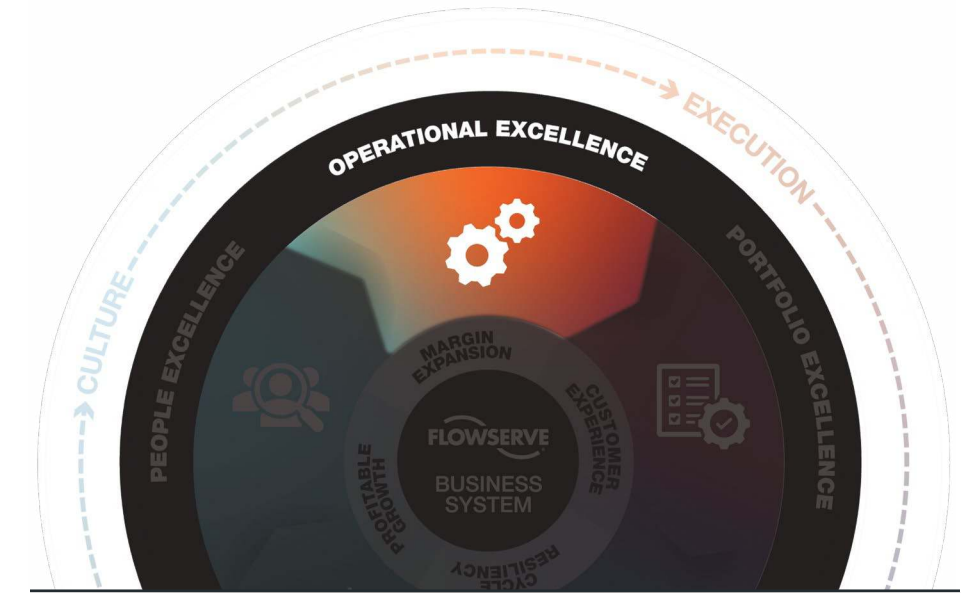 EXECUTION
CULTURE
OPERATIONAL EXCELLENCE
PEOPLE EXCELLENCE
PORTFOLIO EXCELLENCE
MARGIN
EXPANSION
CUSTOMER
EXPERIENCE
PROFITABLE
GROWTH
FLOWSERVE
BUSINESS
SYSTEM
RESILIENCY
CYCLE